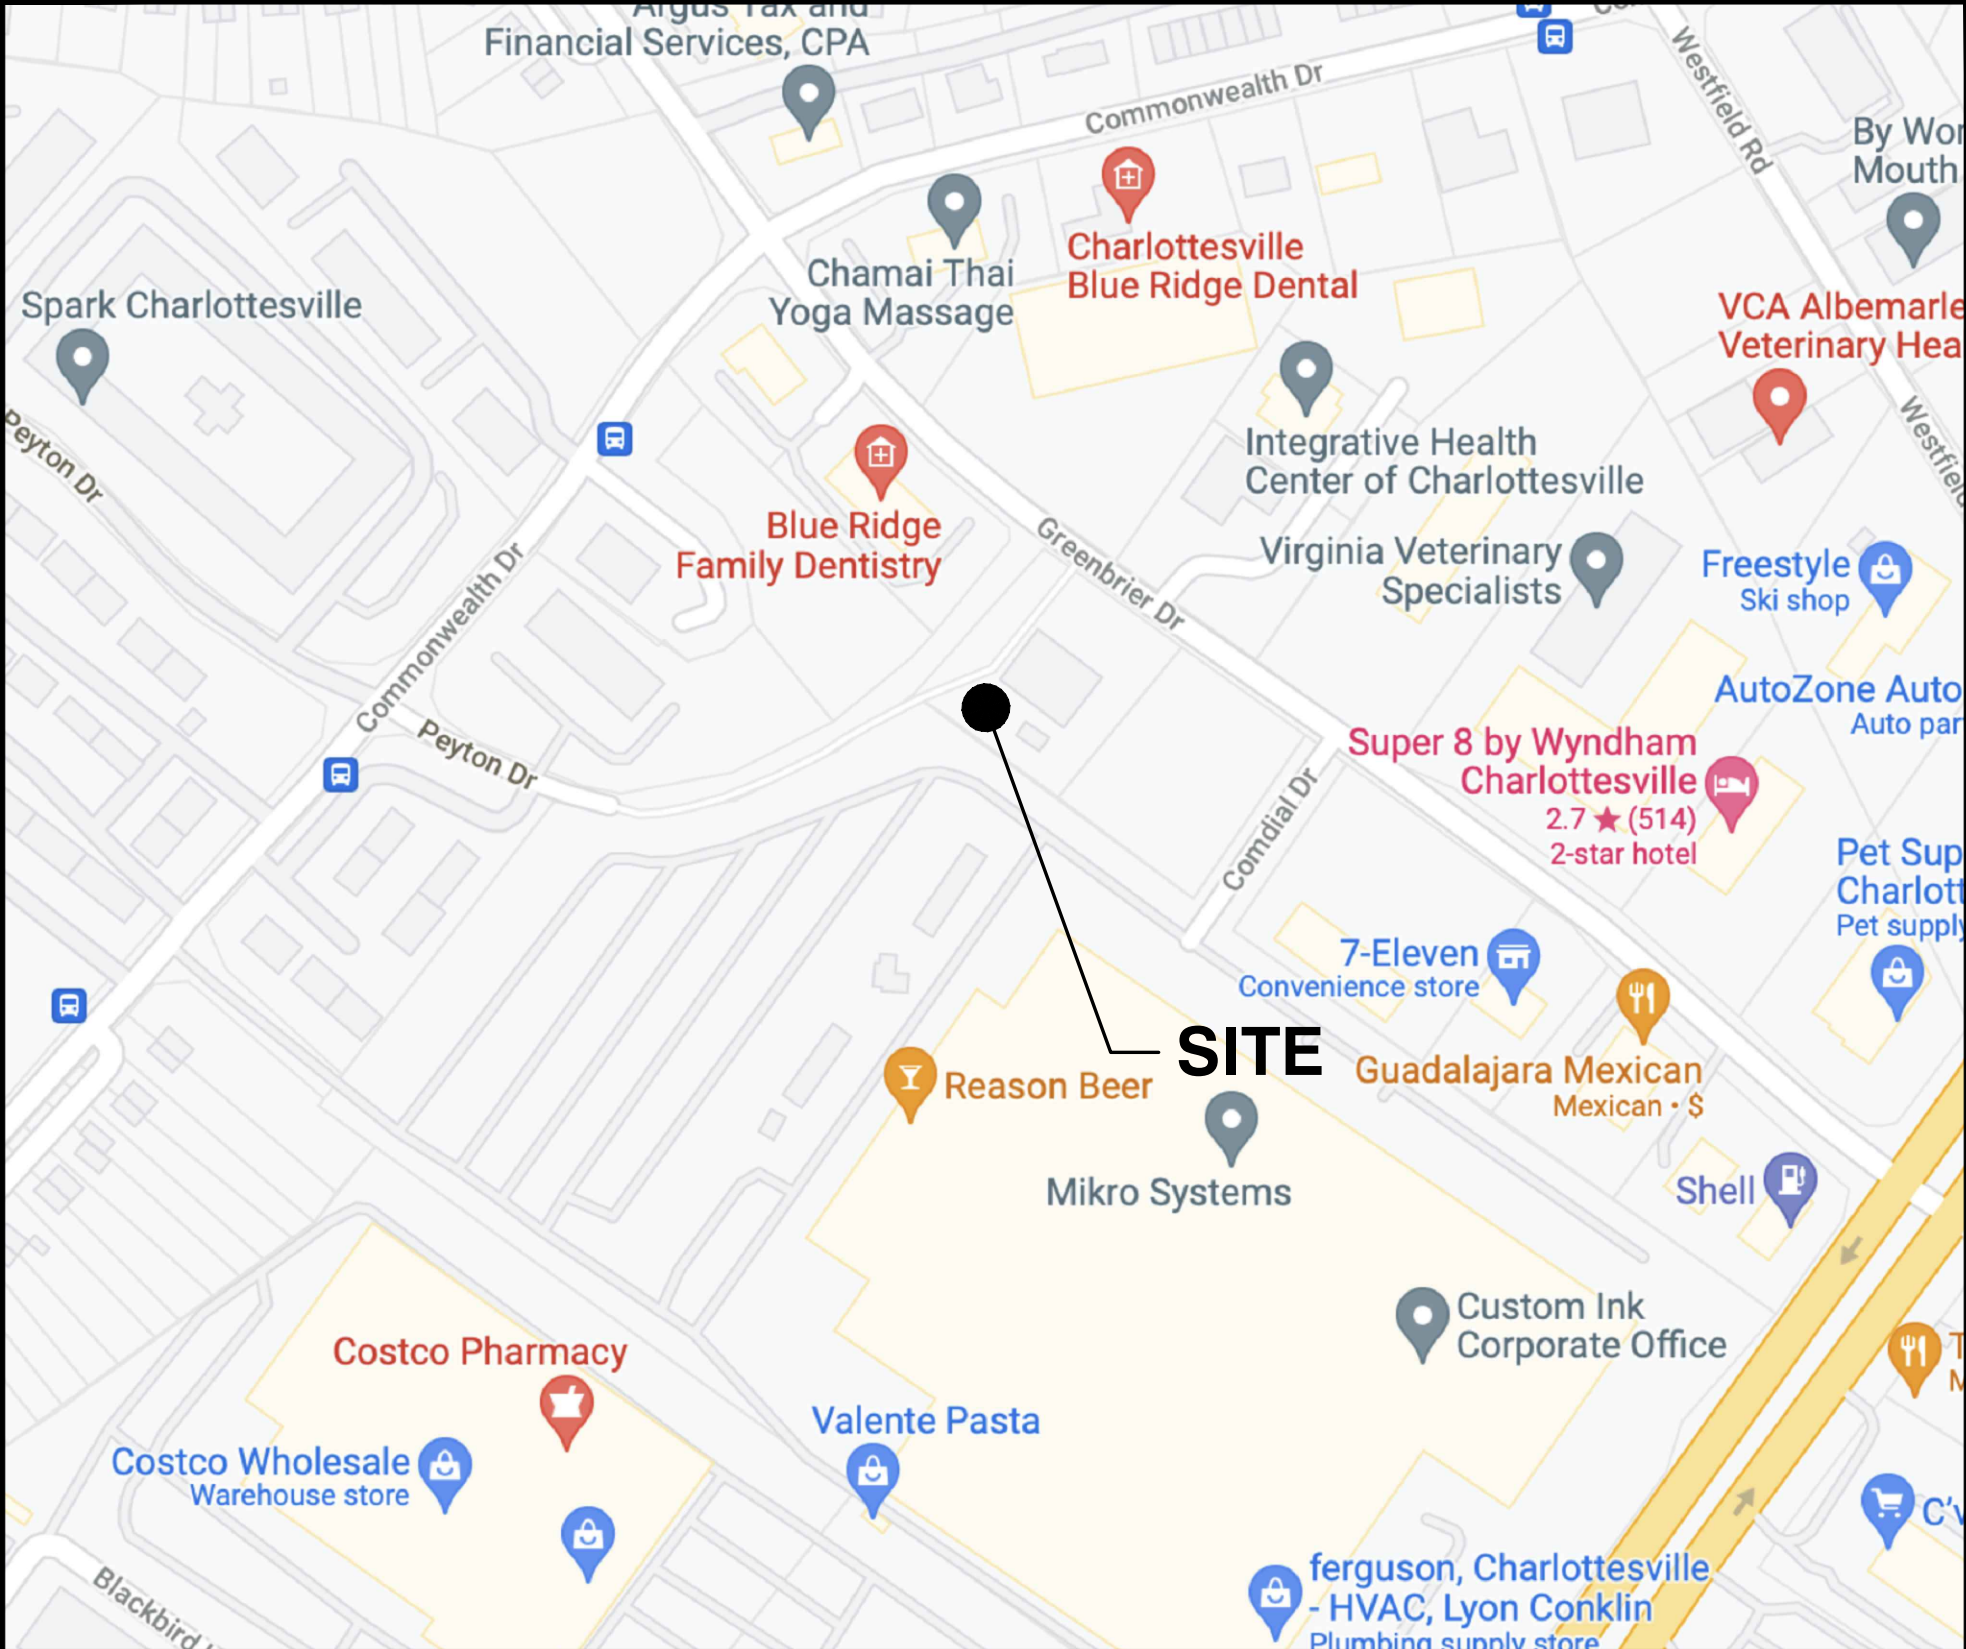 Argus Tax and
Financial Services, CPA
Commonwealth Dr
Westfield Rd
By Wor
Mouth
Charlottesville
Blue Ridge Dental
Chamai Thai
Yoga Massage
Spark Charlottesville
VCA Albemarle
Veterinary Hea
Peyton Dr
Westfield
Integrative Health
Center of Charlottesville
Blue Ridge
Family Dentistry
Greenbrier Dr
Virginia Veterinary
Specialists
Freestyle
Ski shop
Commonwealth Dr
AutoZone Auto
Auto par
Peyton Dr
Super 8 by Wyndham
Charlottesville
2.7 ★ (514)
2-star hotel
Comdial Dr
Pet Sup
Charlott
Pet supply
7-Eleven
Convenience store
SITE
Reason Beer
Guadalajara Mexican
Mexican • $
Mikro Systems
Shell
Custom Ink
Corporate Office
T
M
Costco Pharmacy
Valente Pasta
Costco Wholesale
Warehouse store
C'v
Blackbird
ferguson, Charlottesville
- HVAC, Lyon Conklin
Plumbing supply store